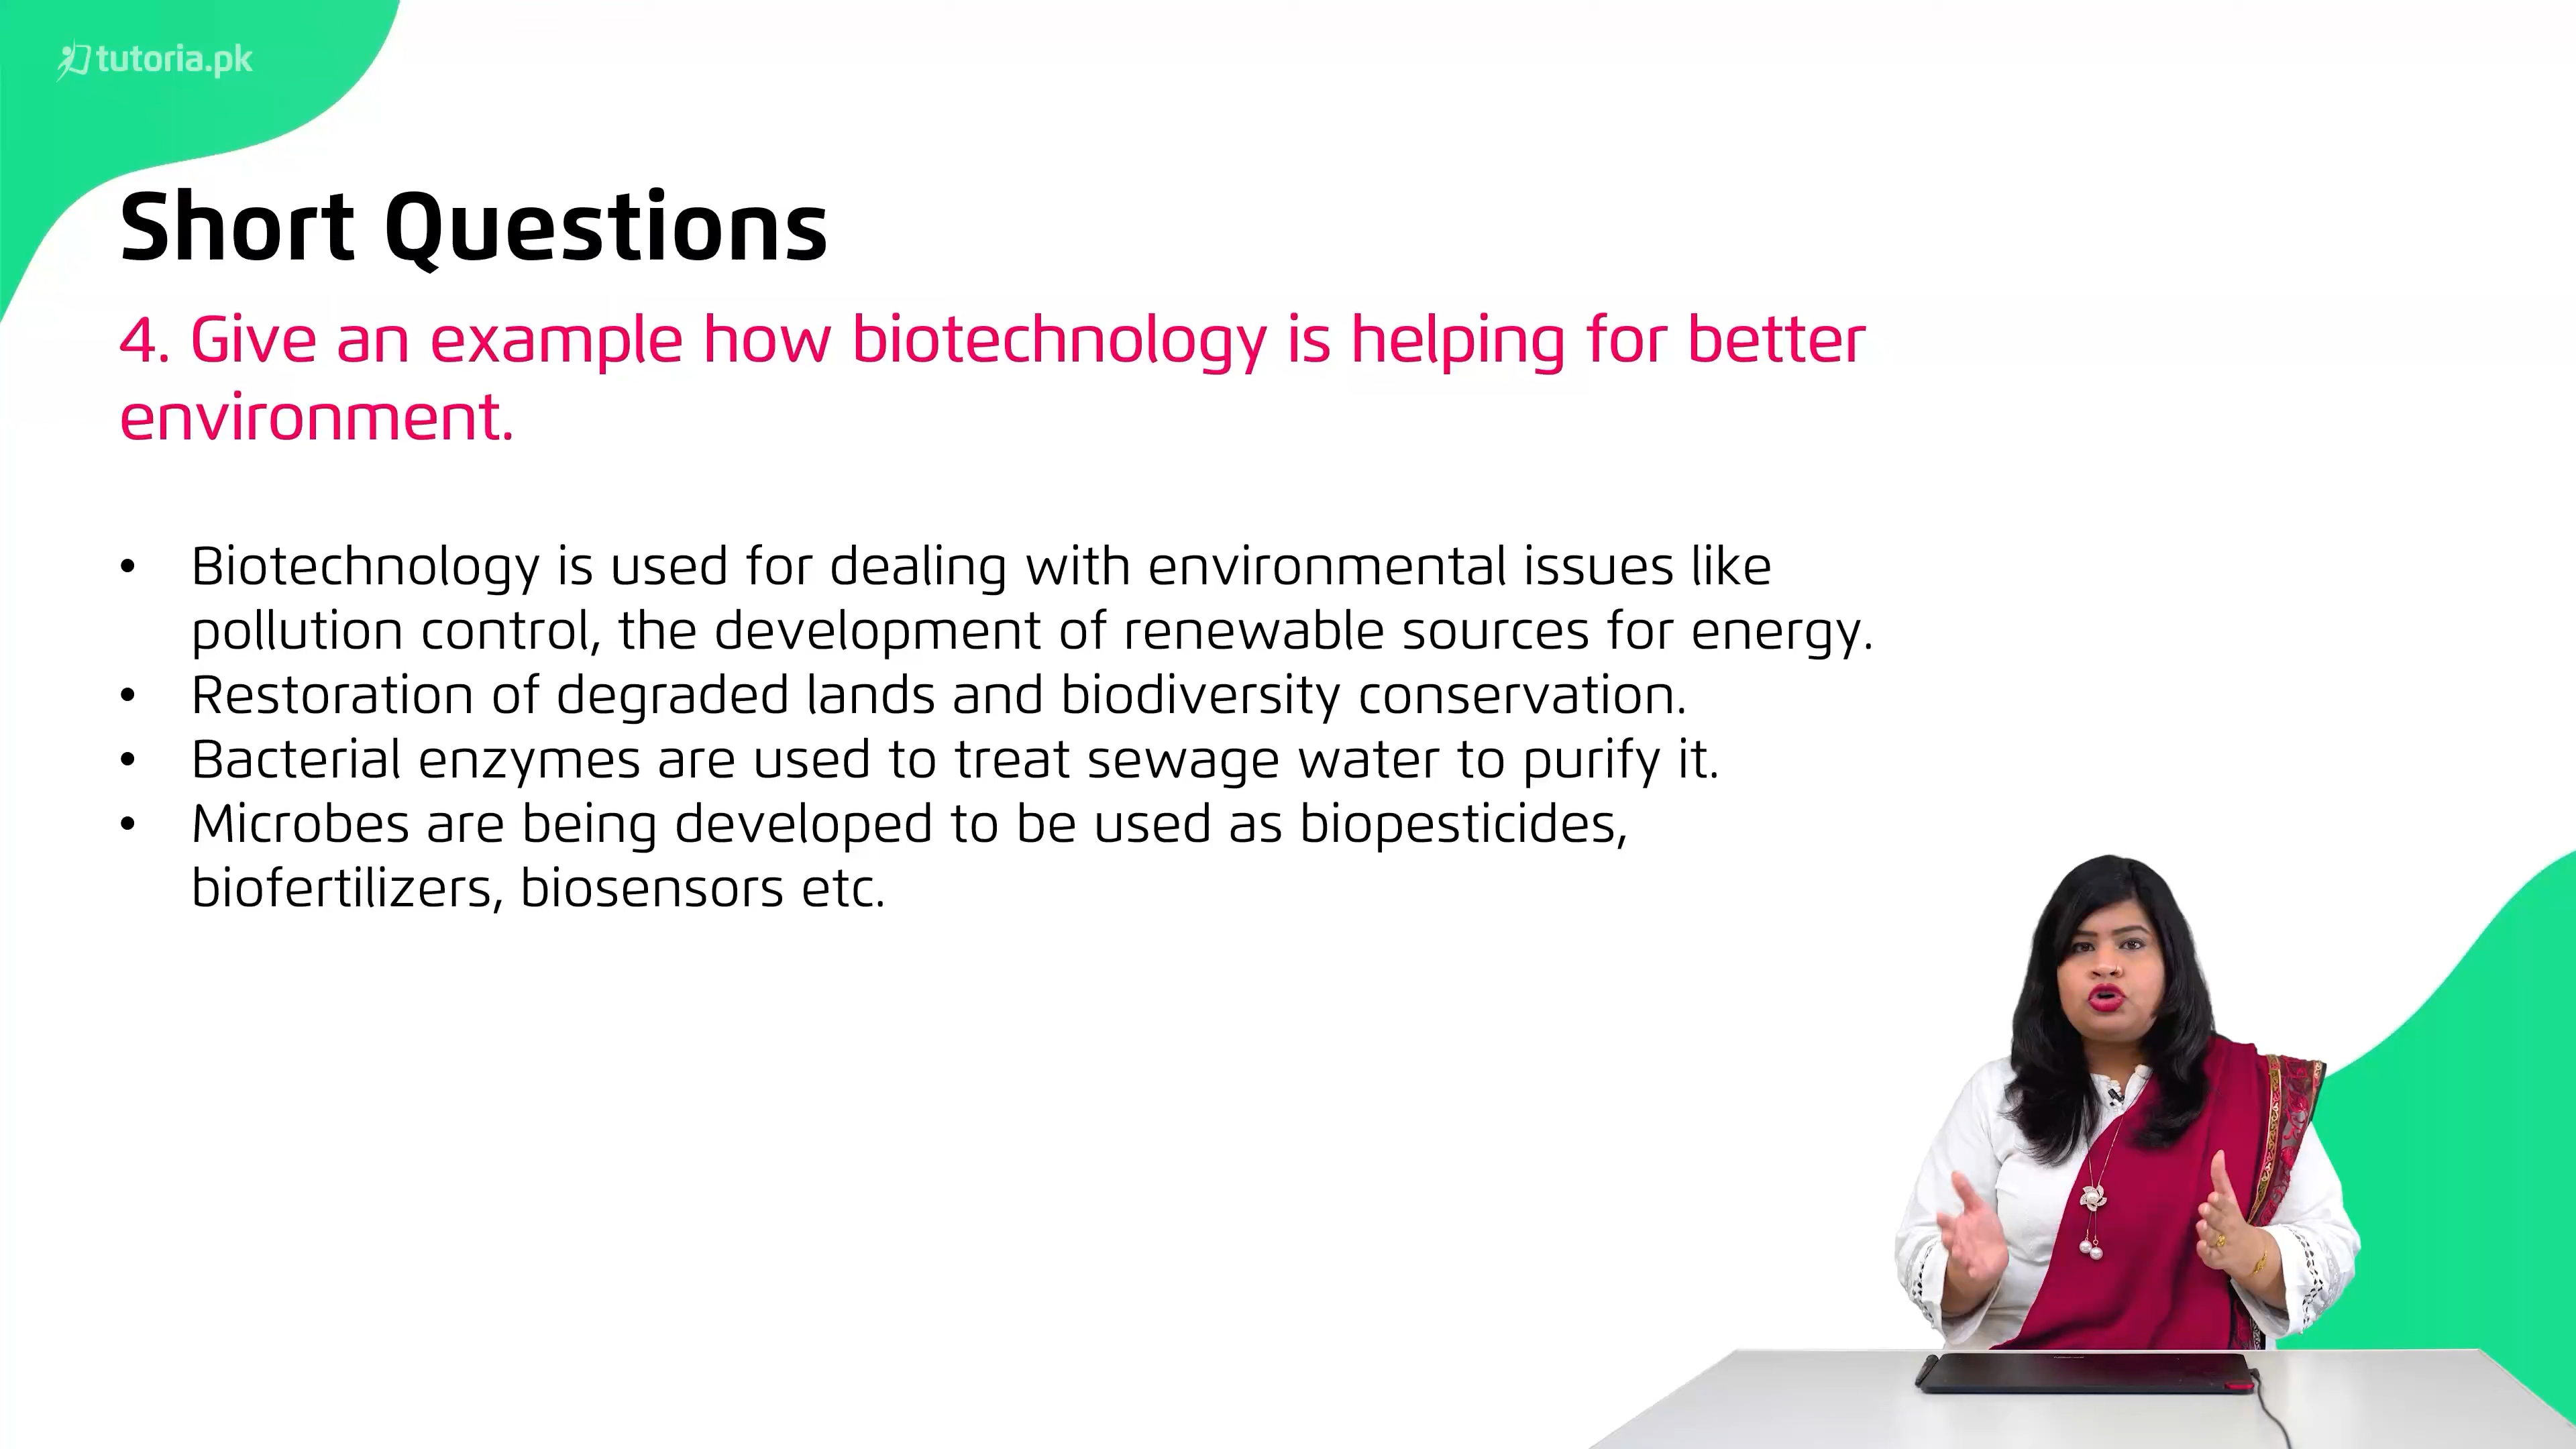 tutoria.pk
Short Questions
4. Give an example how biotechnology is helping for better
environment.
• Biotechnology is used for dealing with environmental issues like
pollution control, the development of renewable sources for energy.
• Restoration of degraded lands and biodiversity conservation.
• Bacterial enzymes are used to treat sewage water to purify it.
• Microbes are being developed to be used as biopesticides,
biofertilizers, biosensors etc.